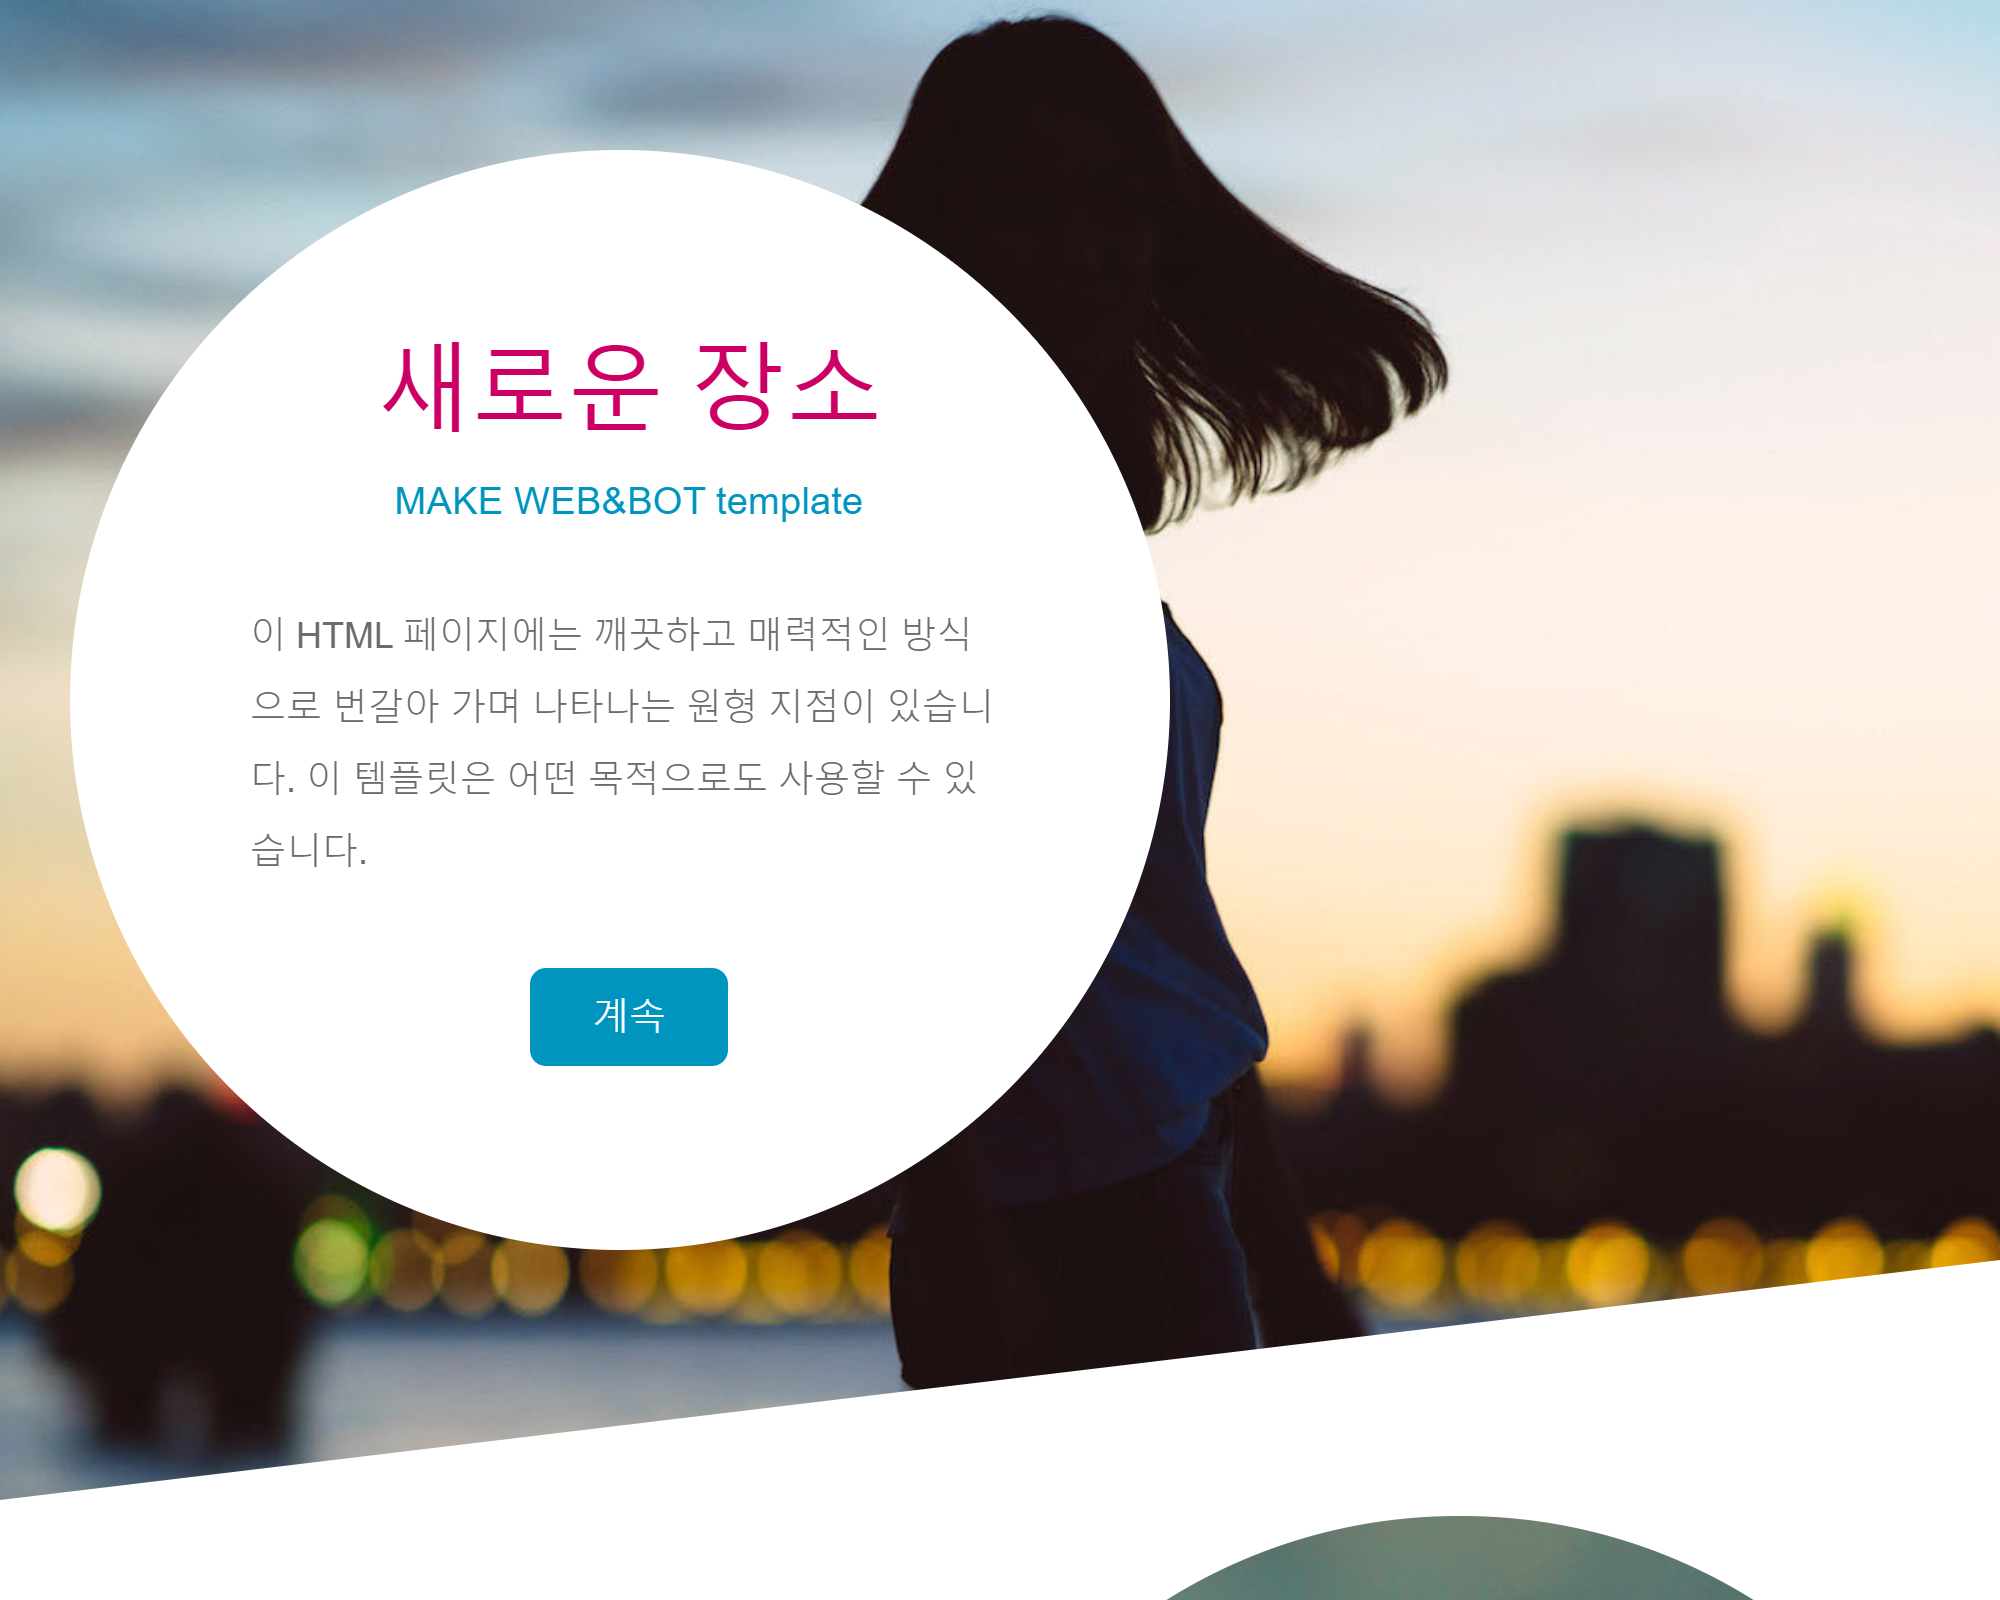 새로운 장소
MAKE WEB&BOT template
이 HTML 페이지에는 깨끗하고 매력적인 방식
으로 번갈아 가며 나타나는 원형 지점이 있습니
다. 이 템플릿은 어떤 목적으로도 사용할 수 있
습니다.
계속